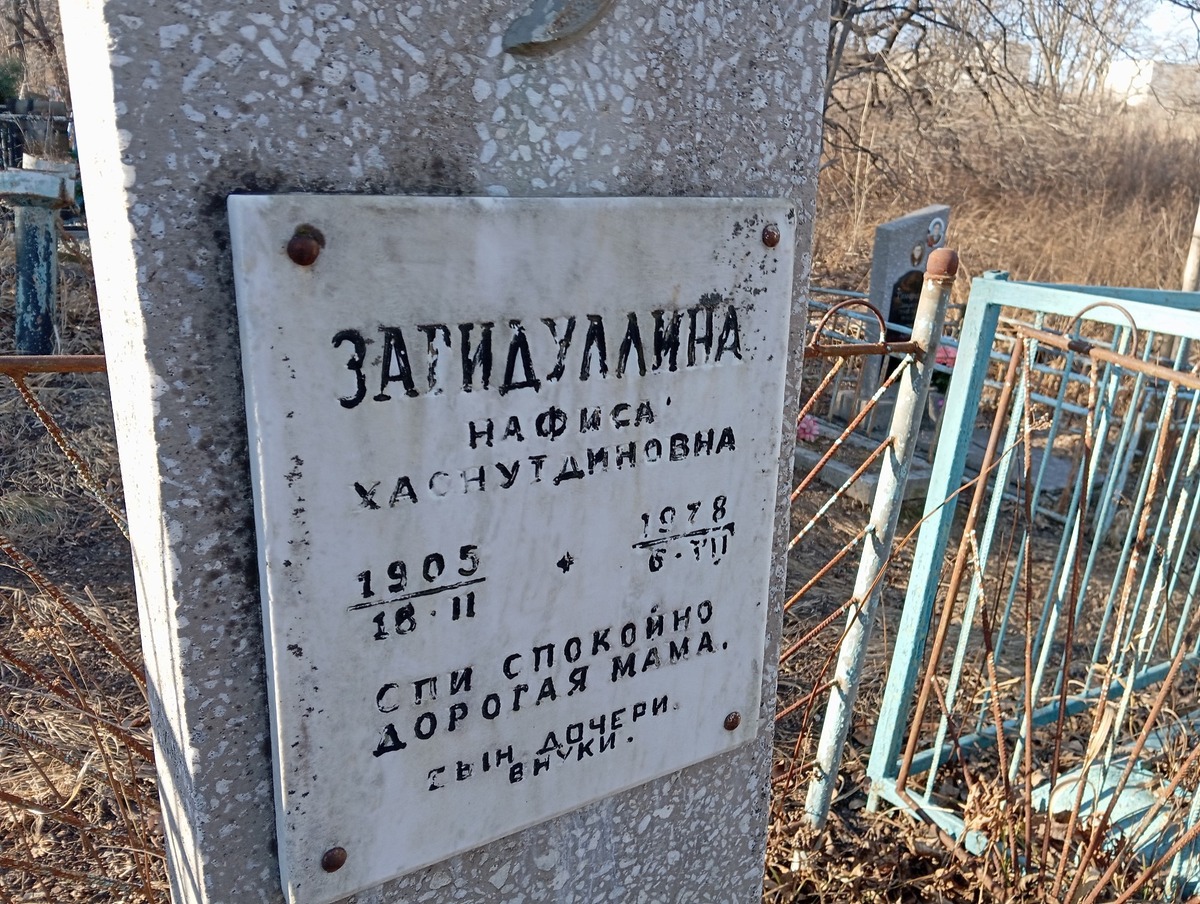 ЗАГИДУЛЛИНА
НАФИСА
ХАСНУТДИНОВНА
1905 1978
18·II 6·VII
СПИ СПОКОЙНО
ДОРОГАЯ МАМА.
СЫН ДОЧЕРИ.
ВНУКИ.